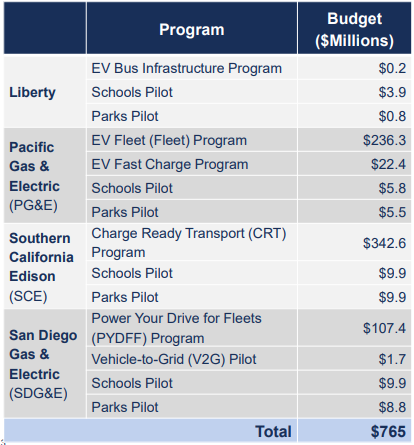 Program Budget ($Millions)
Liberty
EV Bus Infrastructure Program $0.2
Schools Pilot $3.9
Parks Pilot $0.8
Pacific Gas & Electric (PG&E)
EV Fleet (Fleet) Program $236.3
EV Fast Charge Program $22.4
Schools Pilot $5.8
Parks Pilot $5.5
Southern California Edison (SCE)
Charge Ready Transport (CRT) Program $342.6
Schools Pilot $9.9
Parks Pilot $9.9
San Diego Gas & Electric (SDG&E)
Power Your Drive for Fleets (PYDFF) Program $107.4
Vehicle-to-Grid (V2G) Pilot $1.7
Schools Pilot $9.9
Parks Pilot $8.8
Total $765